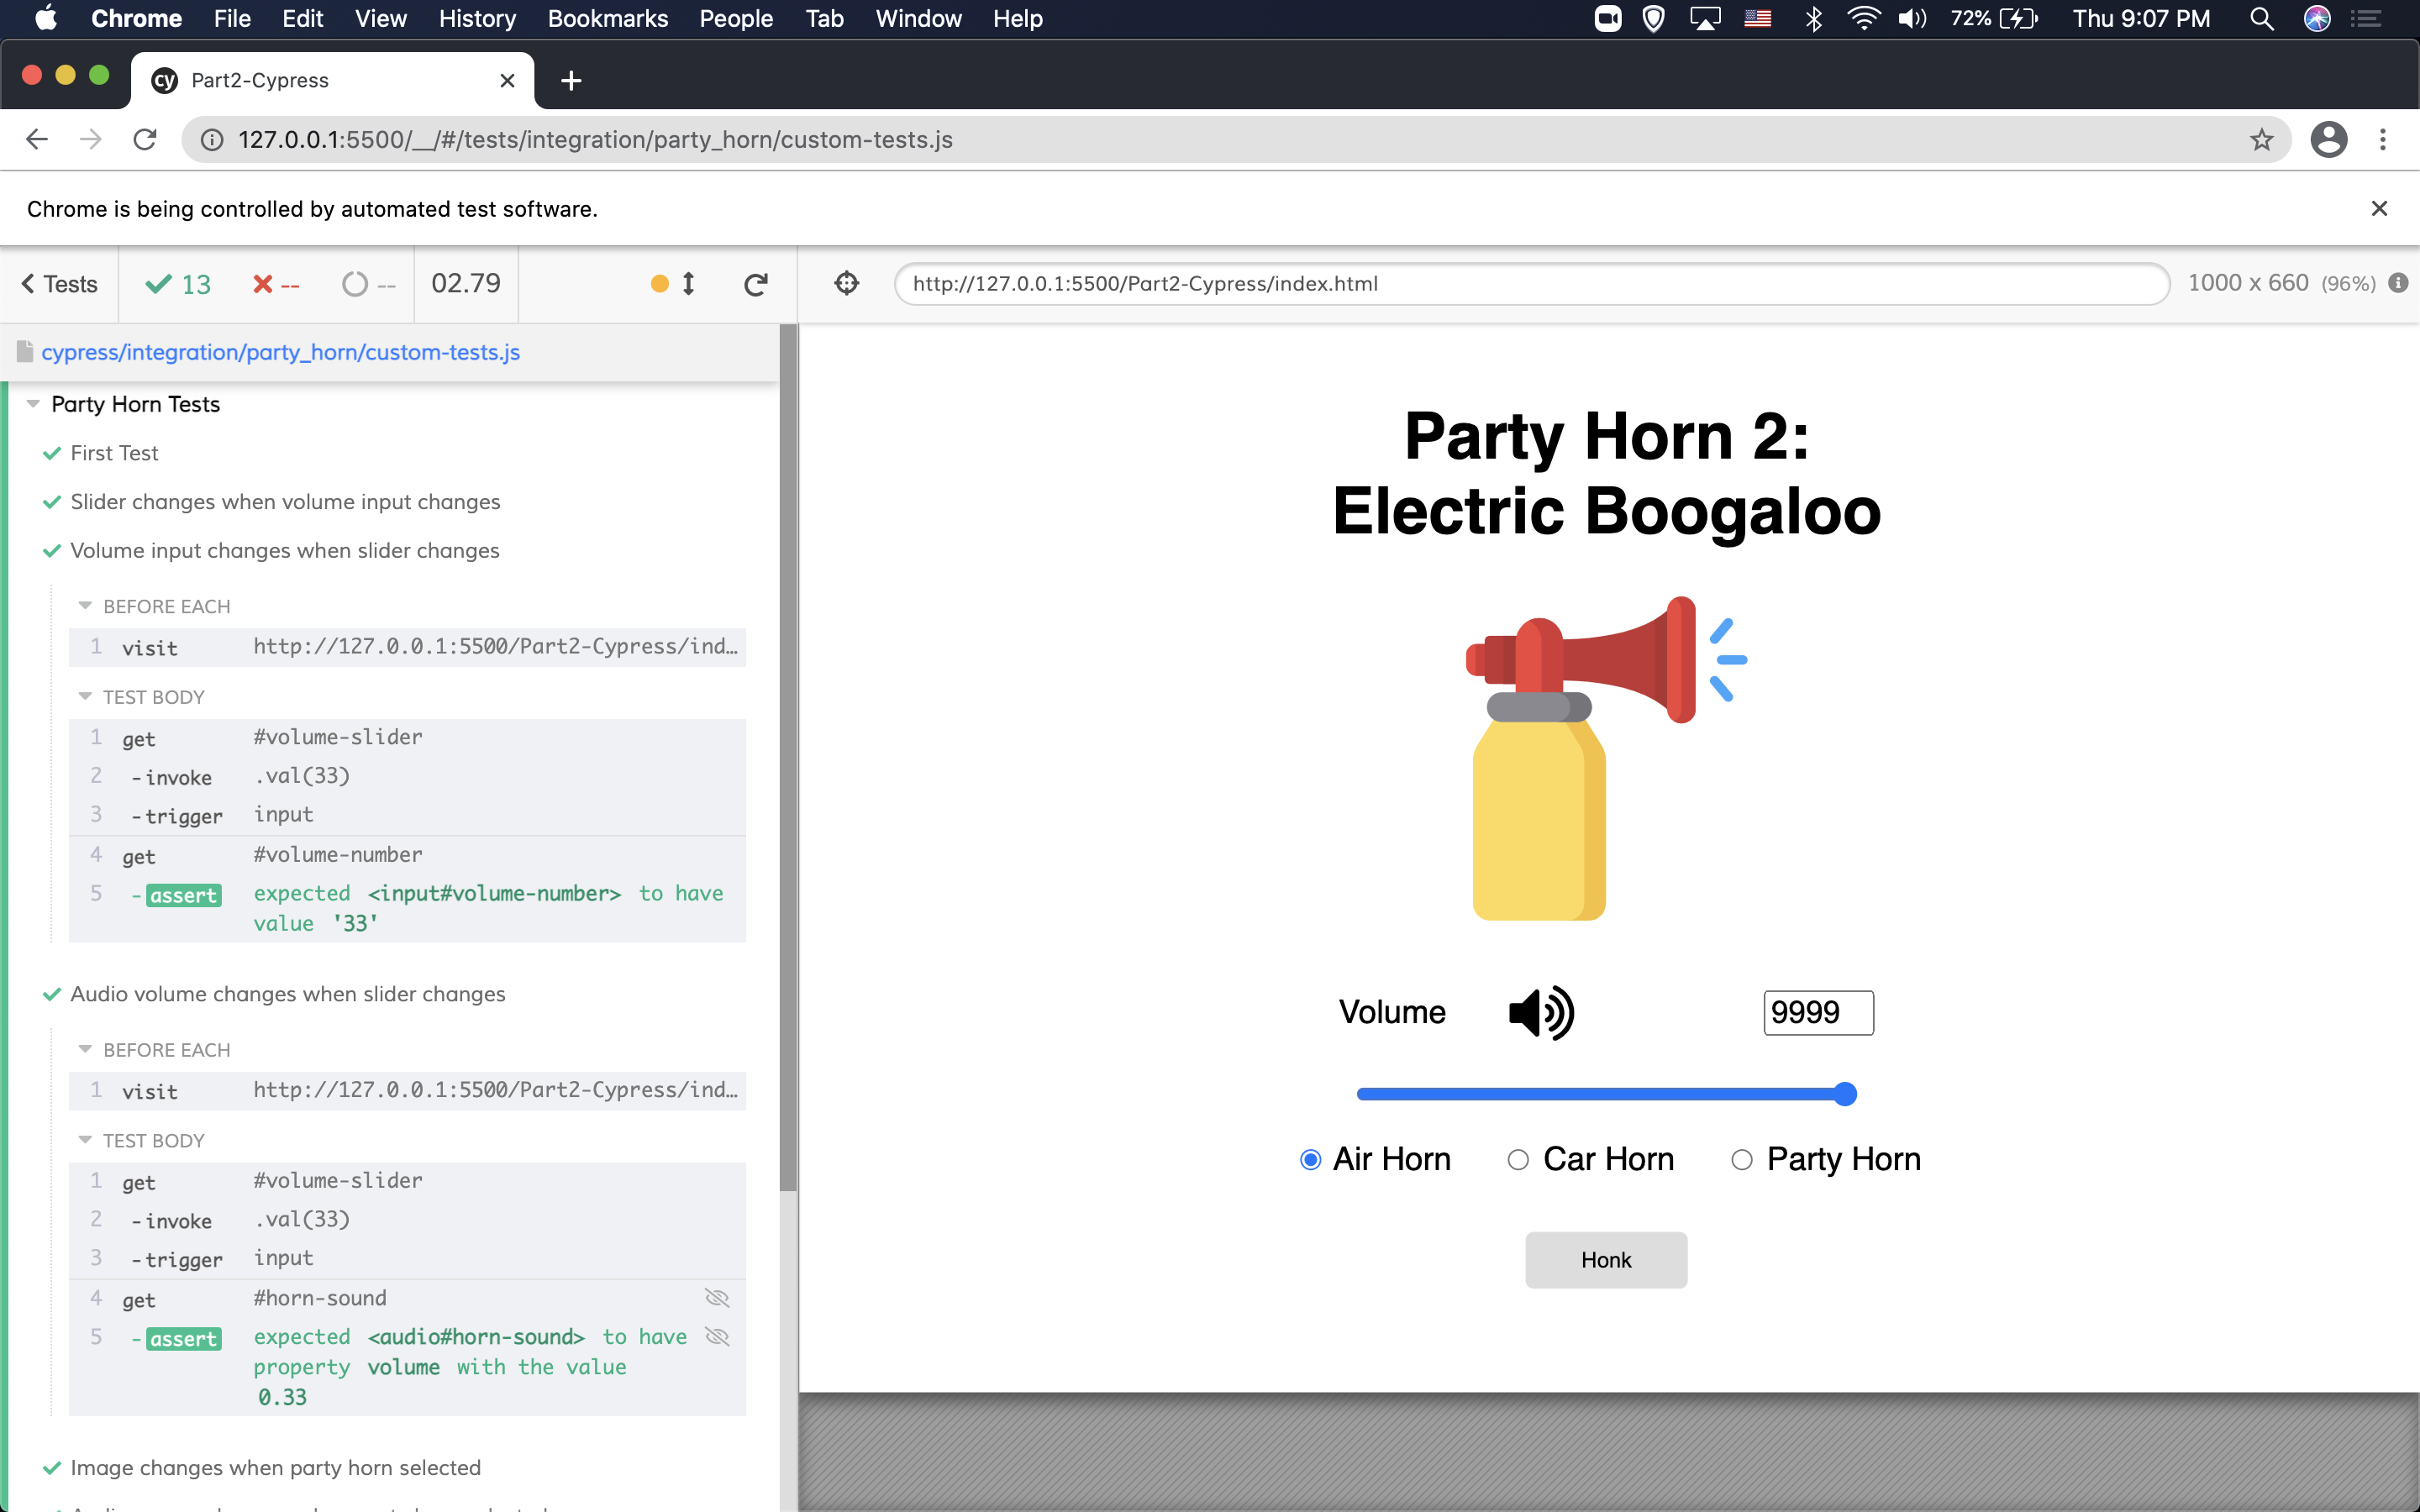 Chrome File Edit View History Bookmarks People Tab Window Help 72% Thu 9:07 PM
cy Part2-Cypress
127.0.0.1:5500/__/#/tests/integration/party_horn/custom-tests.js
Chrome is being controlled by automated test software.
Tests 13 -- -- 02.79
http://127.0.0.1:5500/Part2-Cypress/index.html 1000 x 660 (96%)
cypress/integration/party_horn/custom-tests.js
Party Horn Tests
First Test
Slider changes when volume input changes
Volume input changes when slider changes
BEFORE EACH
1 visit http://127.0.0.1:5500/Part2-Cypress/ind…
TEST BODY
1 get #volume-slider
2 - invoke .val(33)
3 - trigger input
4 get #volume-number
5 - assert expected <input#volume-number> to have
value '33'
Audio volume changes when slider changes
BEFORE EACH
1 visit http://127.0.0.1:5500/Part2-Cypress/ind…
TEST BODY
1 get #volume-slider
2 - invoke .val(33)
3 - trigger input
4 get #horn-sound
5 - assert expected <audio#horn-sound> to have
property volume with the value
0.33
Image changes when party horn selected
Party Horn 2:
Electric Boogaloo
Volume 9999
Air Horn Car Horn Party Horn
Honk